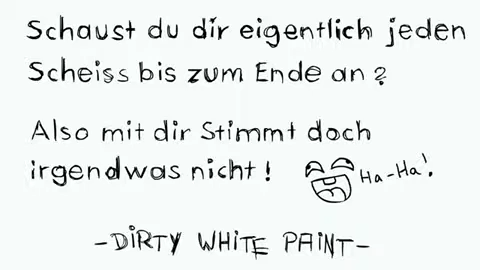 Schaust du dir eigentlich jeden
Scheiss bis zum Ende an?
Also mit dir Stimmt doch
irgendwas nicht!
Ha-Ha!
-DIRTY WHITE PAINT-